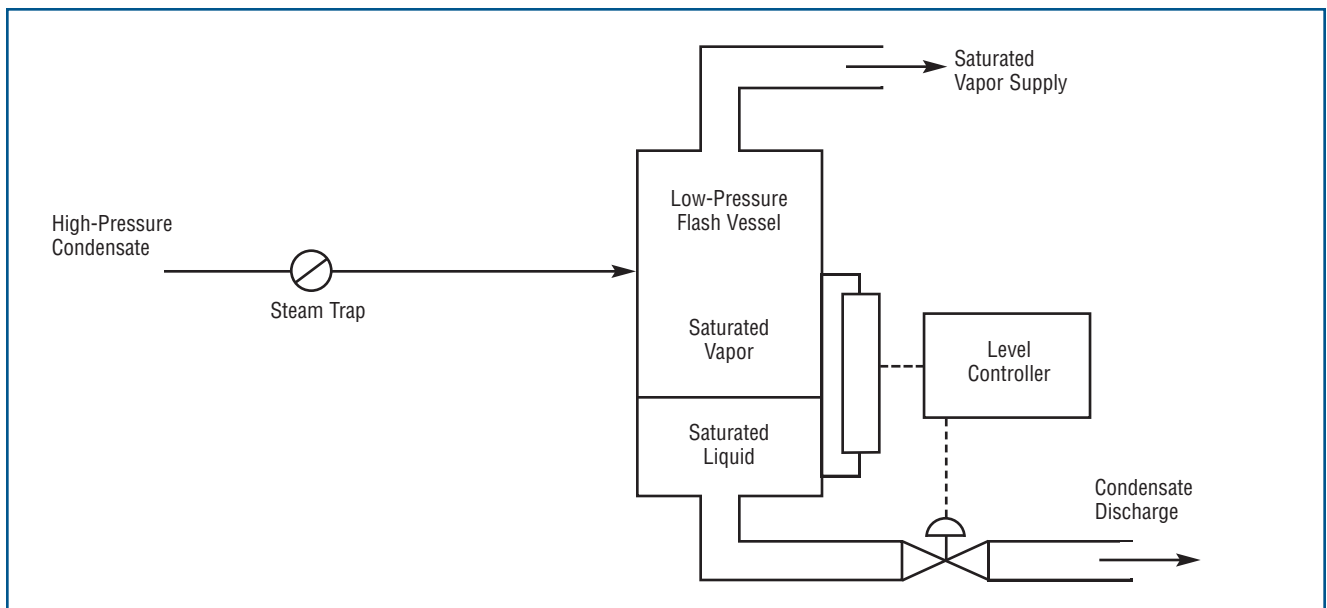 Saturated
Vapor Supply
Low-Pressure
Flash Vessel
High-Pressure
Condensate
Steam Trap
Saturated
Vapor
Level
Controller
Saturated
Liquid
Condensate
Discharge